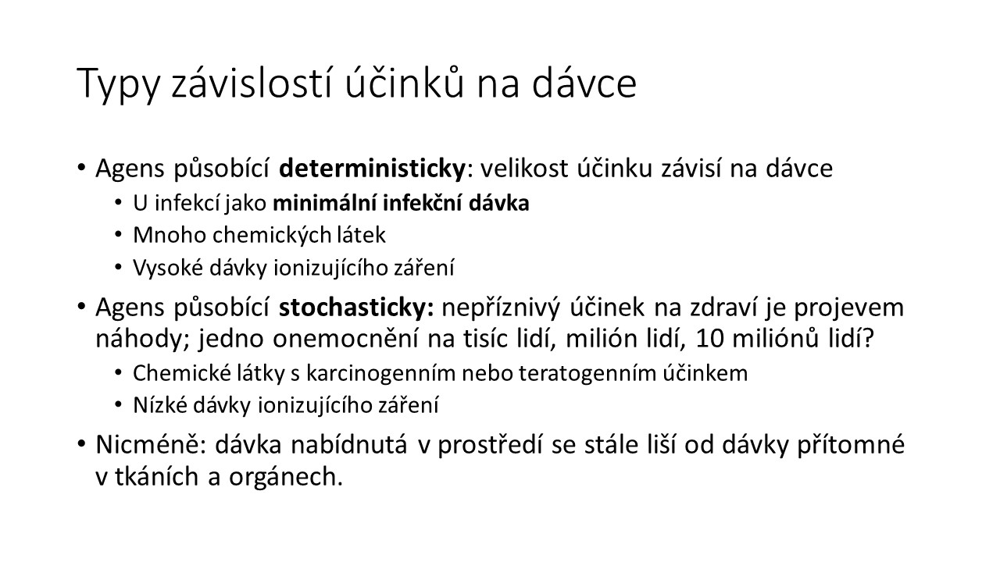 Typy závislostí účinků na dávce
• Agens působící deterministicky: velikost účinku závisí na dávce
• U infekcí jako minimální infekční dávka
• Mnoho chemických látek
• Vysoké dávky ionizujícího záření
• Agens působící stochasticky: nepříznivý účinek na zdraví je projevem
náhody; jedno onemocnění na tisíc lidí, milión lidí, 10 miliónů lidí?
• Chemické látky s karcinogenním nebo teratogenním účinkem
• Nízké dávky ionizujícího záření
• Nicméně: dávka nabídnutá v prostředí se stále liší od dávky přítomné
v tkáních a orgánech.